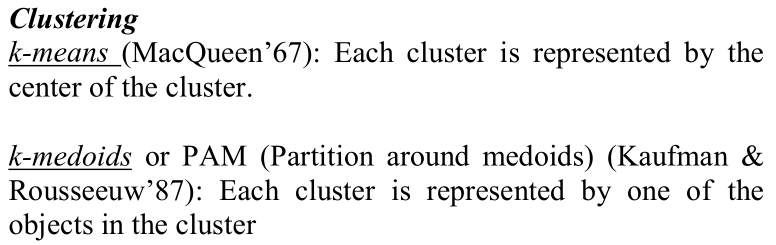 Clustering
k-means (MacQueen’67): Each cluster is represented by the
center of the cluster.
k-medoids or PAM (Partition around medoids) (Kaufman &
Rousseeuw’87): Each cluster is represented by one of the
objects in the cluster